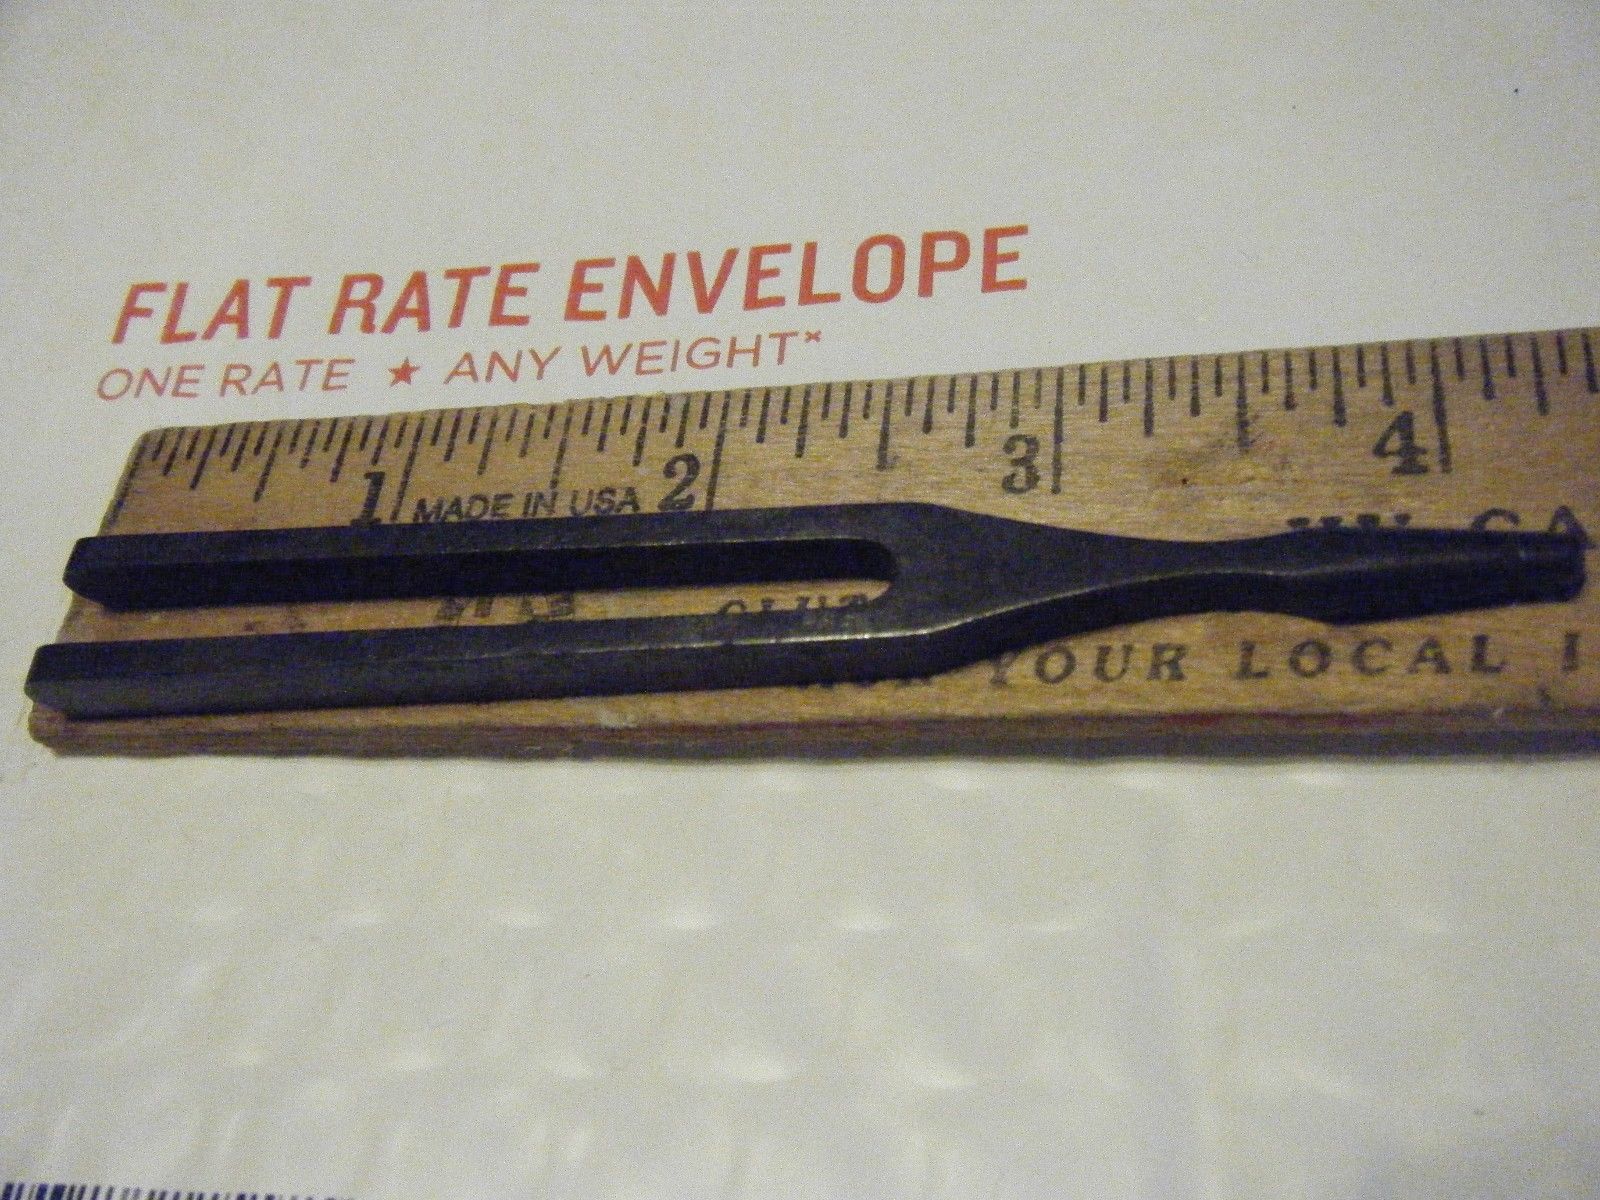 FLAT RATE ENVELOPE
ONE RATE ★ ANY WEIGHT*
1 2 3 4
MADE IN USA
YOUR LOCAL